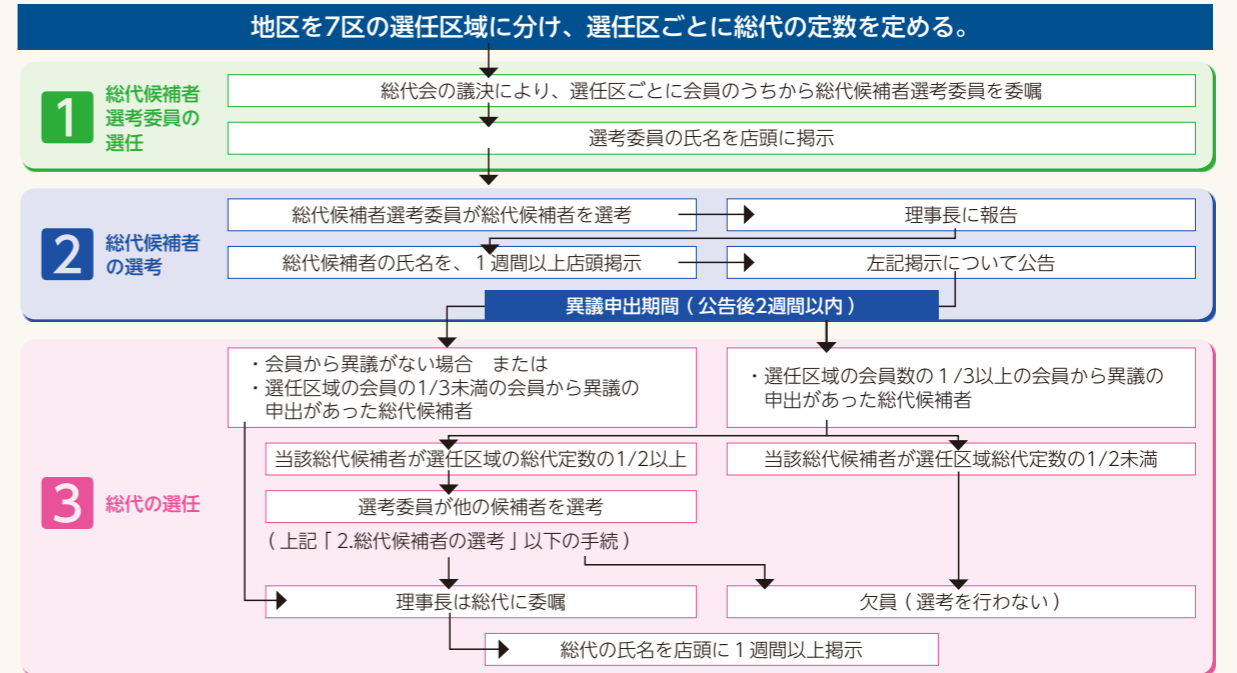 地区を7区の選任区域に分け、選任区ごとに総代の定数を定める。
1
総代候補者
選考委員の
選任
総代会の議決により、選任区ごとに会員のうちから総代候補者選考委員を委嘱
選考委員の氏名を店頭に掲示
2
総代候補者
の選考
総代候補者選考委員が総代候補者を選考
理事長に報告
総代候補者の氏名を、1週間以上店頭掲示
左記掲示について公告
異議申出期間(公告後2週間以内)
3
総代の選任
・会員から異議がない場合 または
・選任区域の会員の1/3未満の会員から異議の
申出があった総代候補者
・選任区域の会員数の1/3以上の会員から異議の
申出があった総代候補者
当該総代候補者が選任区域の総代定数の1/2以上
当該総代候補者が選任区域総代定数の1/2未満
選考委員が他の候補者を選考
(上記「2.総代候補者の選考」以下の手続)
理事長は総代に委嘱
欠員(選考を行わない)
総代の氏名を店頭に1週間以上掲示